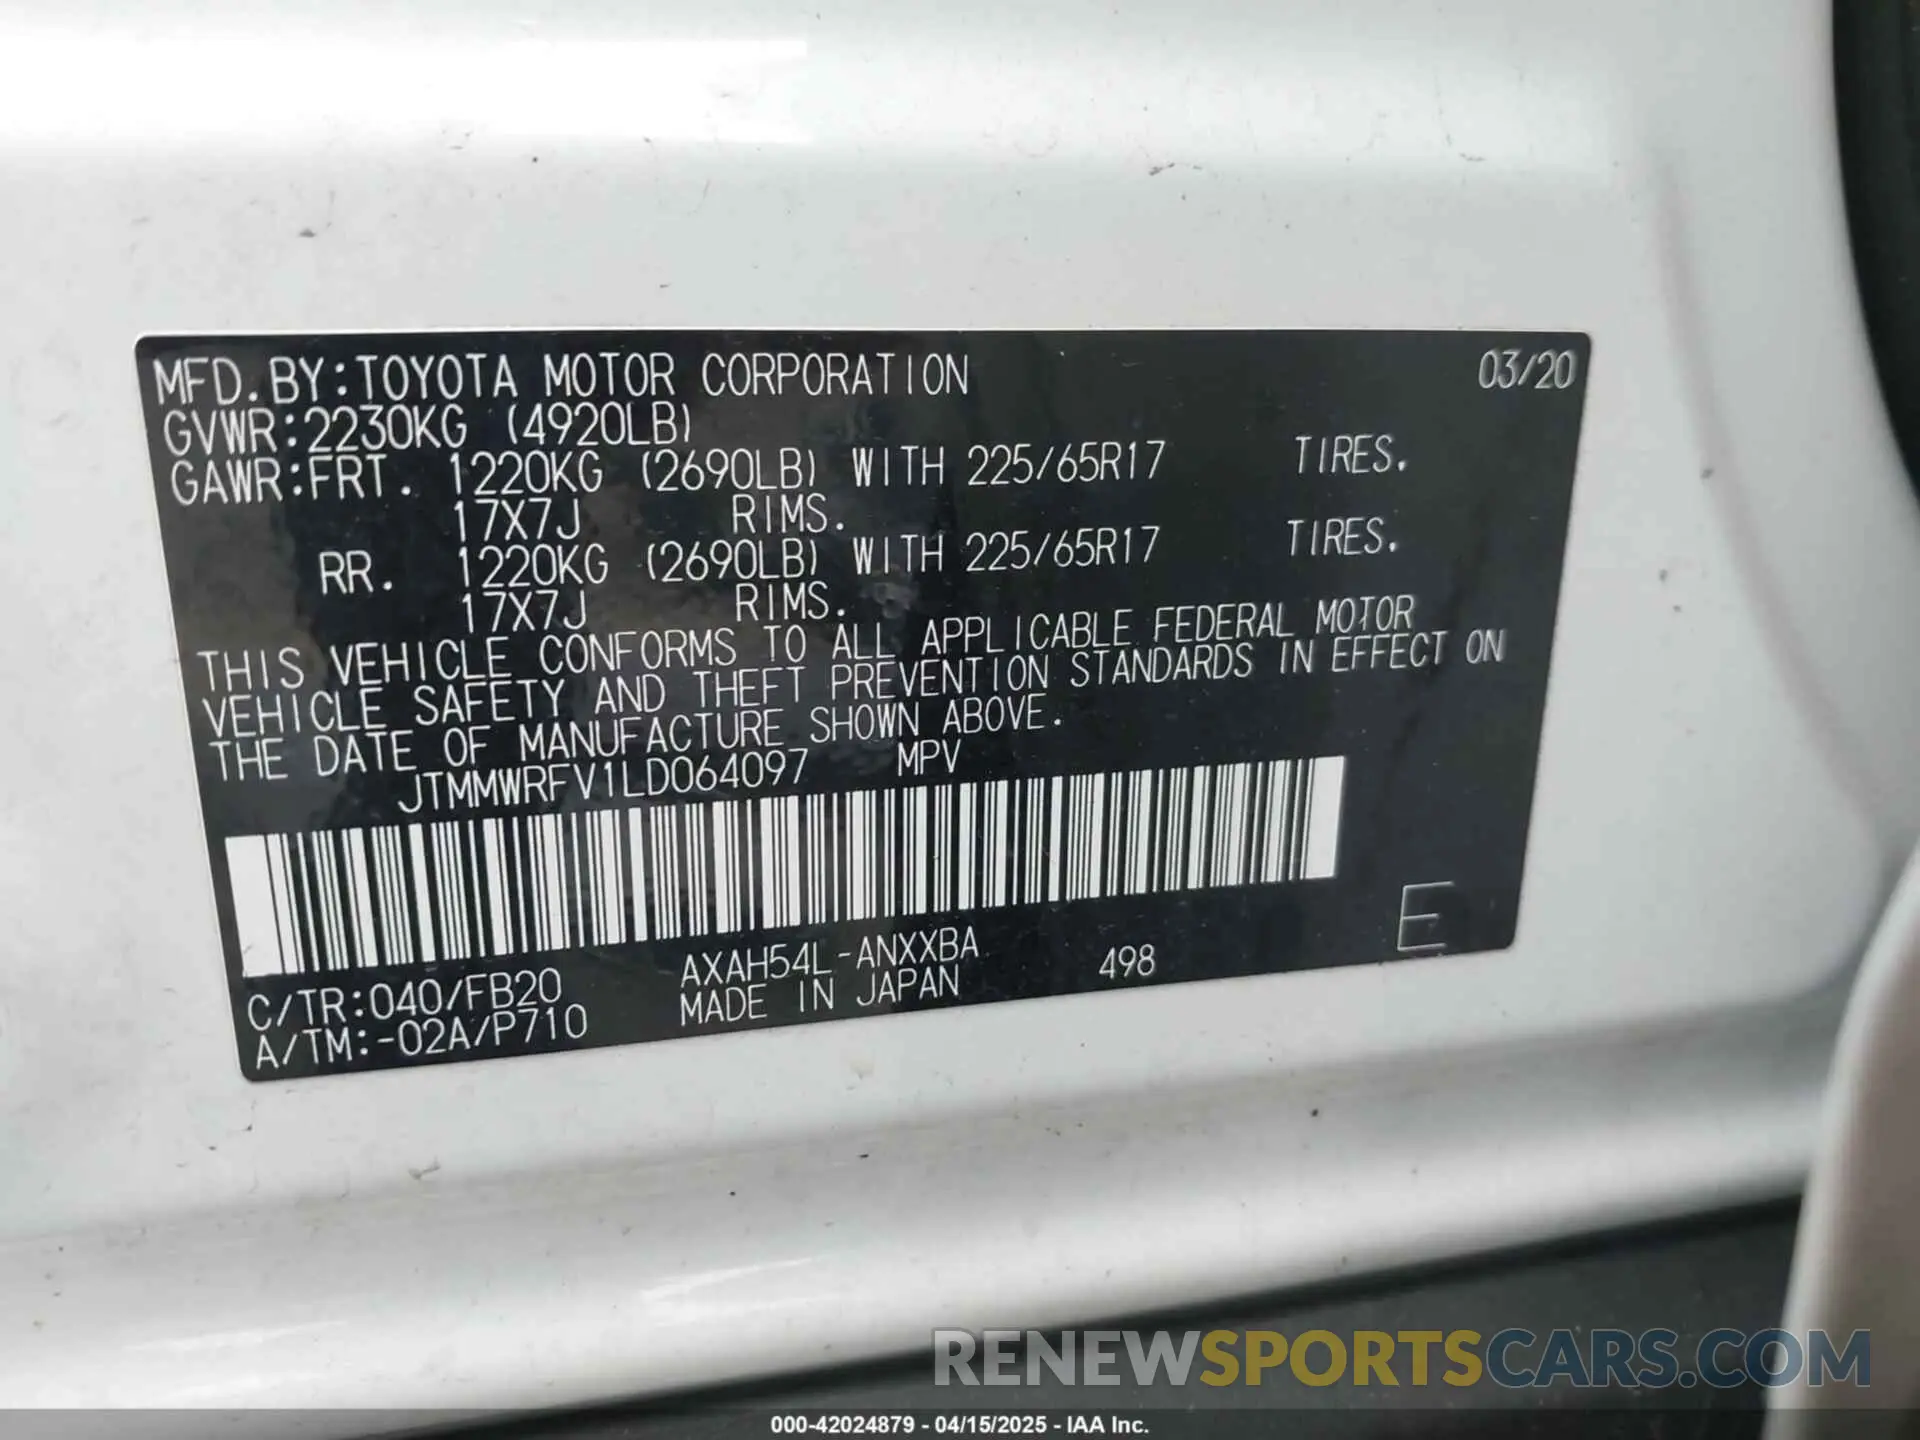 MFD.BY:TOYOTA MOTOR CORPORATION 03/20
GVWR:2230KG (4920LB)
GAWR:FRT. 1220KG (2690LB) WITH 225/65R17 TIRES.
17X7J RIMS.
RR. 1220KG (2690LB) WITH 225/65R17 TIRES.
17X7J RIMS.
THIS VEHICLE CONFORMS TO ALL APPLICABLE FEDERAL MOTOR
VEHICLE SAFETY AND THEFT PREVENTION STANDARDS IN EFFECT ON
THE DATE OF MANUFACTURE SHOWN ABOVE.
JTMMWRFV1LD064097 MPV
C/TR:040/FB20 AXAH54L-ANXXBA 498 E
A/TM:-02A/P710 MADE IN JAPAN
RENEWSPORTSCARS.COM
000-42024879 - 04/15/2025 - IAA Inc.